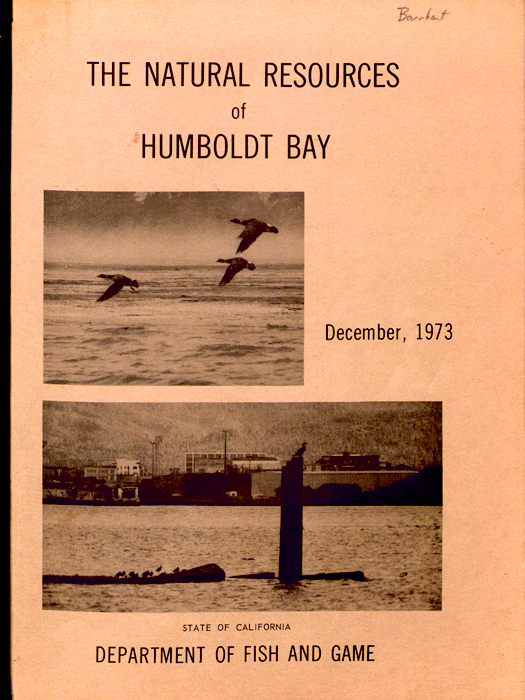 Barnhart
THE NATURAL RESOURCES
of
HUMBOLDT BAY
December, 1973
STATE OF CALIFORNIA
DEPARTMENT OF FISH AND GAME